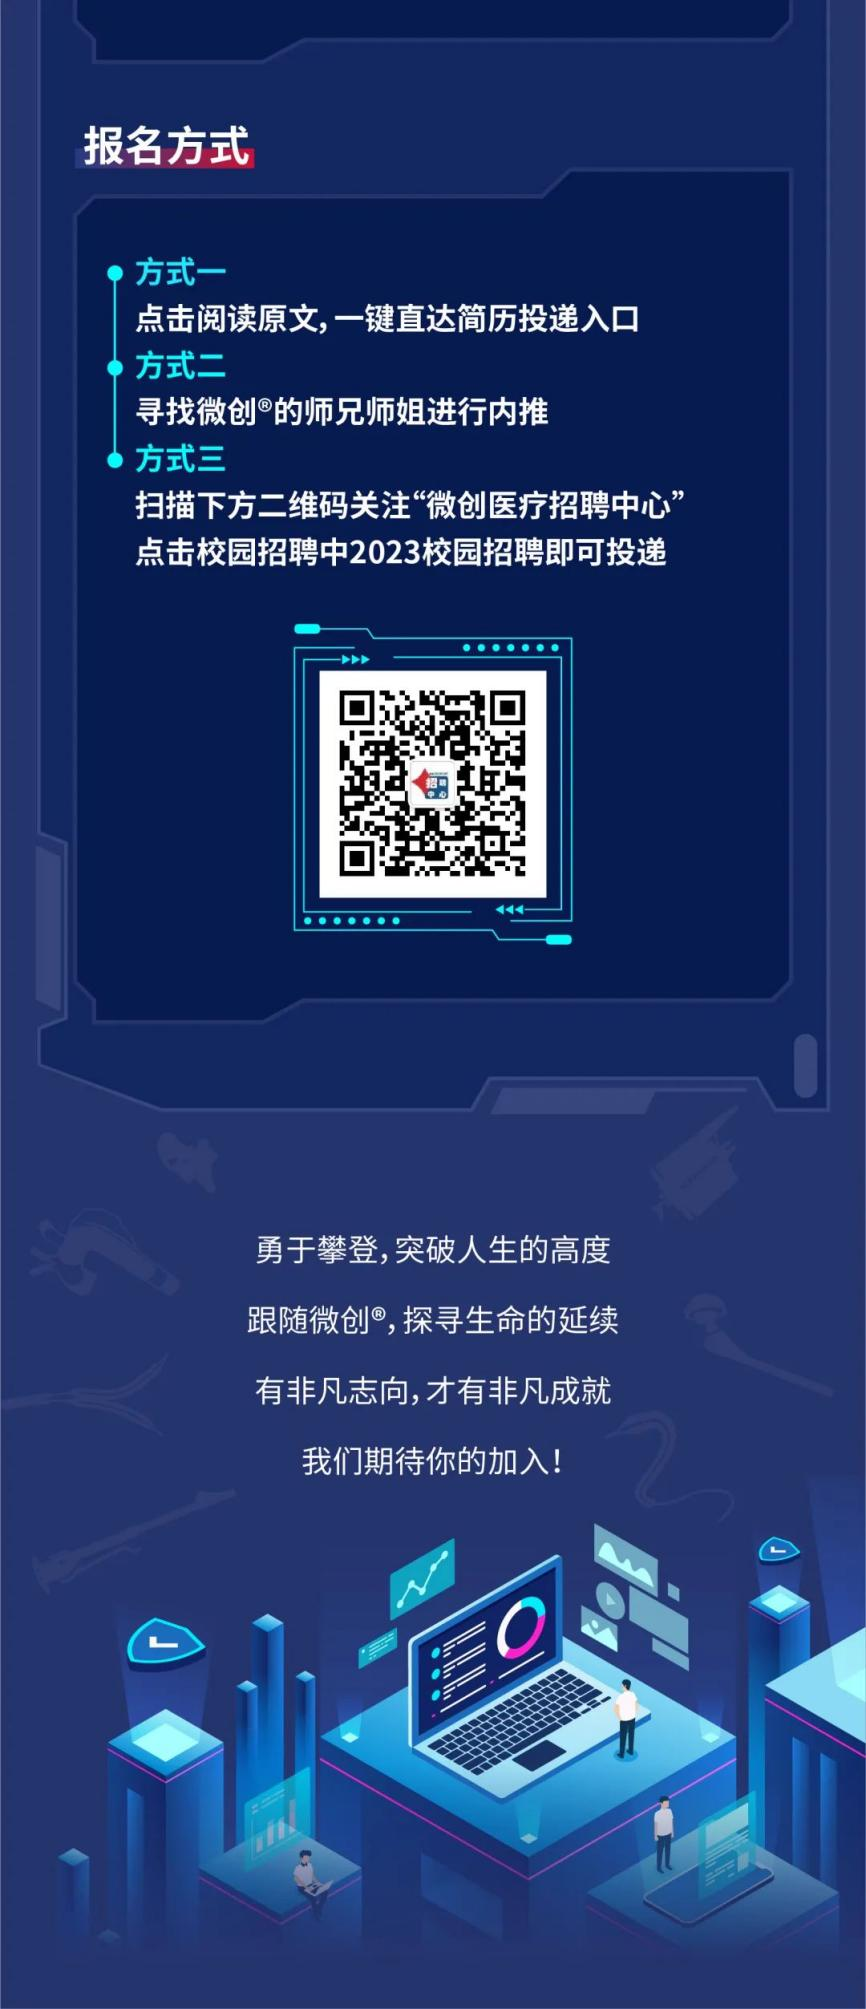 报名方式
方式一
点击阅读原文，一键直达简历投递入口
方式二
寻找微创®的师兄师姐进行内推
方式三
扫描下方二维码关注“微创医疗招聘中心”
点击校园招聘中2023校园招聘即可投递
招聘
中心
勇于攀登，突破人生的高度
跟随微创®，探寻生命的延续
有非凡志向，才有非凡成就
我们期待你的加入！